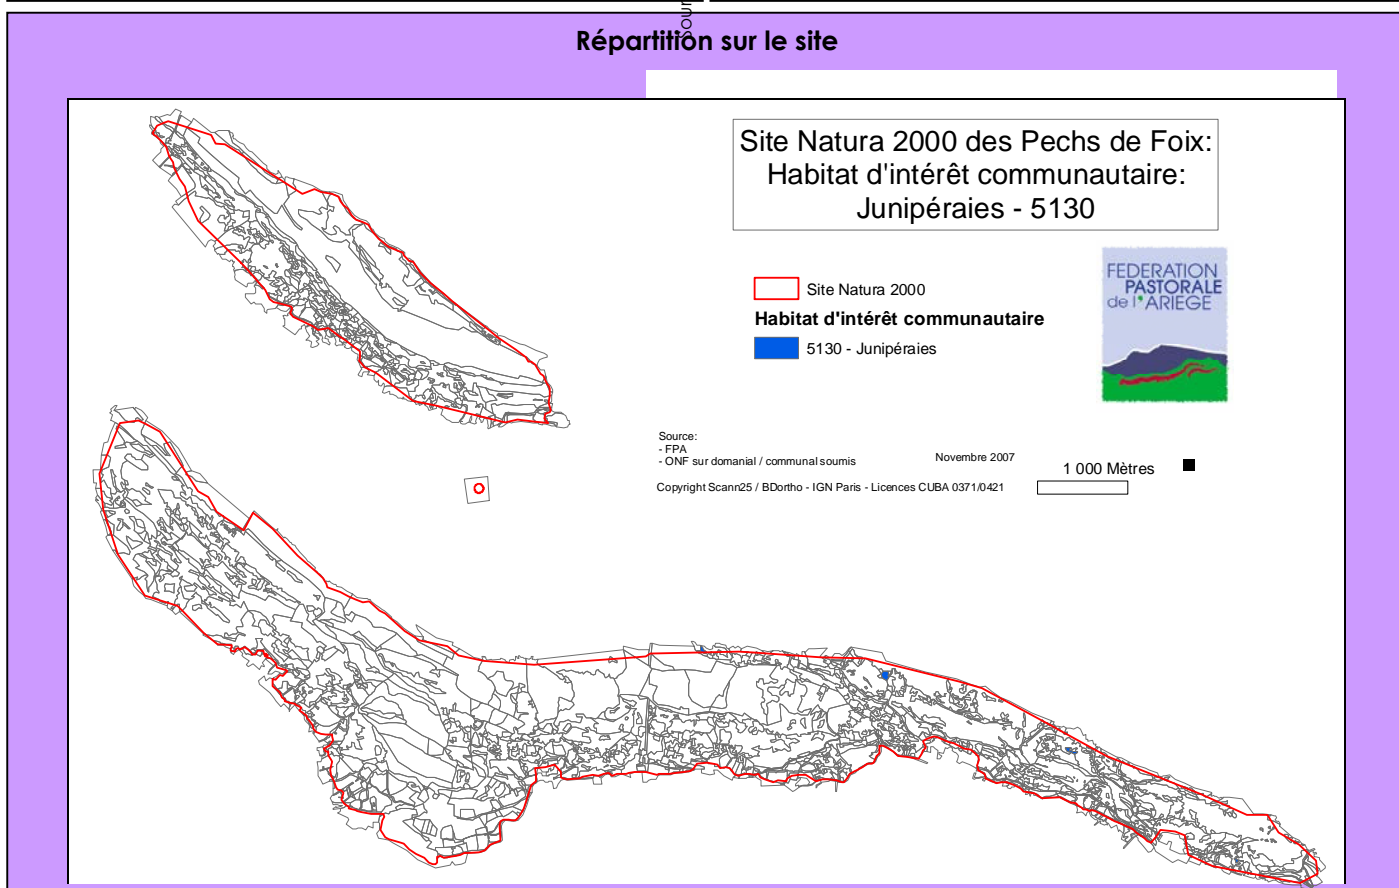 Sour
Répartition sur le site
Site Natura 2000 des Pechs de Foix:
Habitat d'intérêt communautaire:
Junipéraies - 5130
Site Natura 2000
Habitat d'intérêt communautaire
5130 - Junipéraies
FEDERATION
PASTORALE
de l'ARIEGE
Source:
- FPA
- ONF sur domanial / communal soumis
Novembre 2007
1 000 Mètres
Copyright Scann25 / BDortho - IGN Paris - Licences CUBA 0371/0421